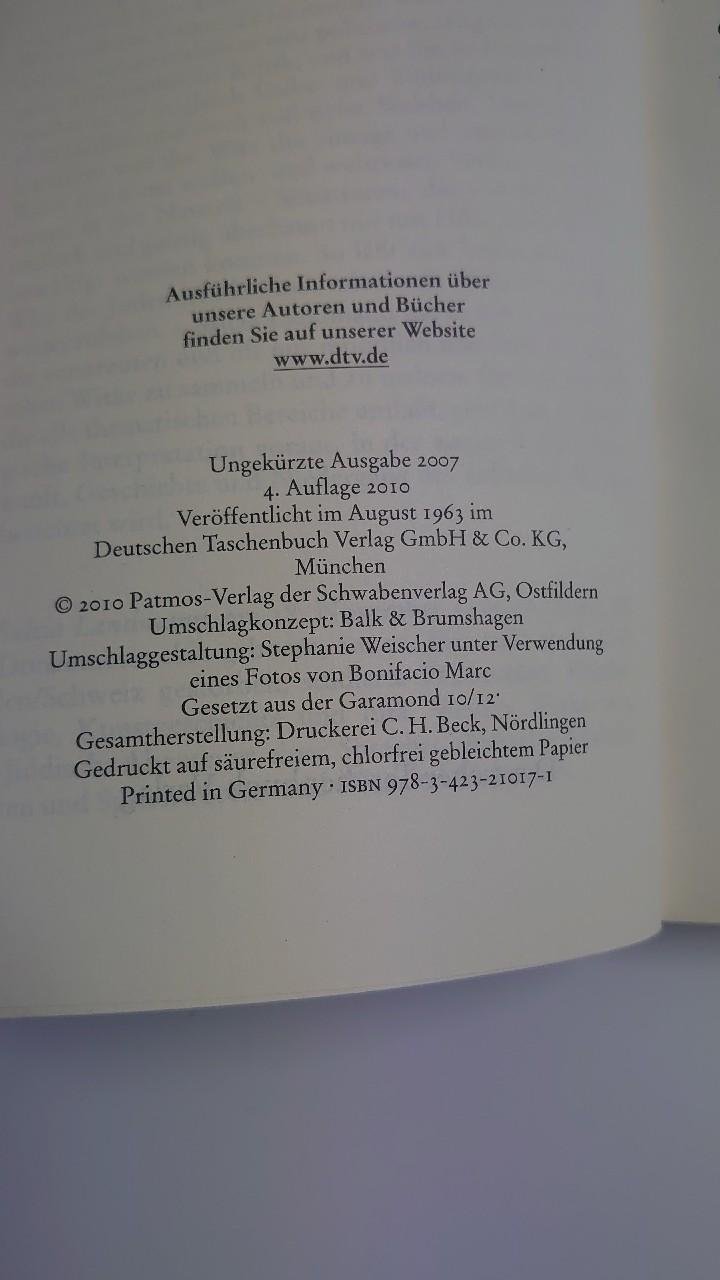 Ausführliche Informationen über
unsere Autoren und Bücher
finden Sie auf unserer Website
www.dtv.de
Ungekürzte Ausgabe 2007
4. Auflage 2010
Veröffentlicht im August 1963 im
Deutschen Taschenbuch Verlag GmbH & Co. KG,
München
© 2010 Patmos-Verlag der Schwabenverlag AG, Ostfildern
Umschlagkonzept: Balk & Brumshagen
Umschlaggestaltung: Stephanie Weischer unter Verwendung
eines Fotos von Bonifacio Marc
Gesetzt aus der Garamond 10/12·
Gesamtherstellung: Druckerei C. H. Beck, Nördlingen
Gedruckt auf säurefreiem, chlorfrei gebleichtem Papier
Printed in Germany · ISBN 978-3-423-21017-1